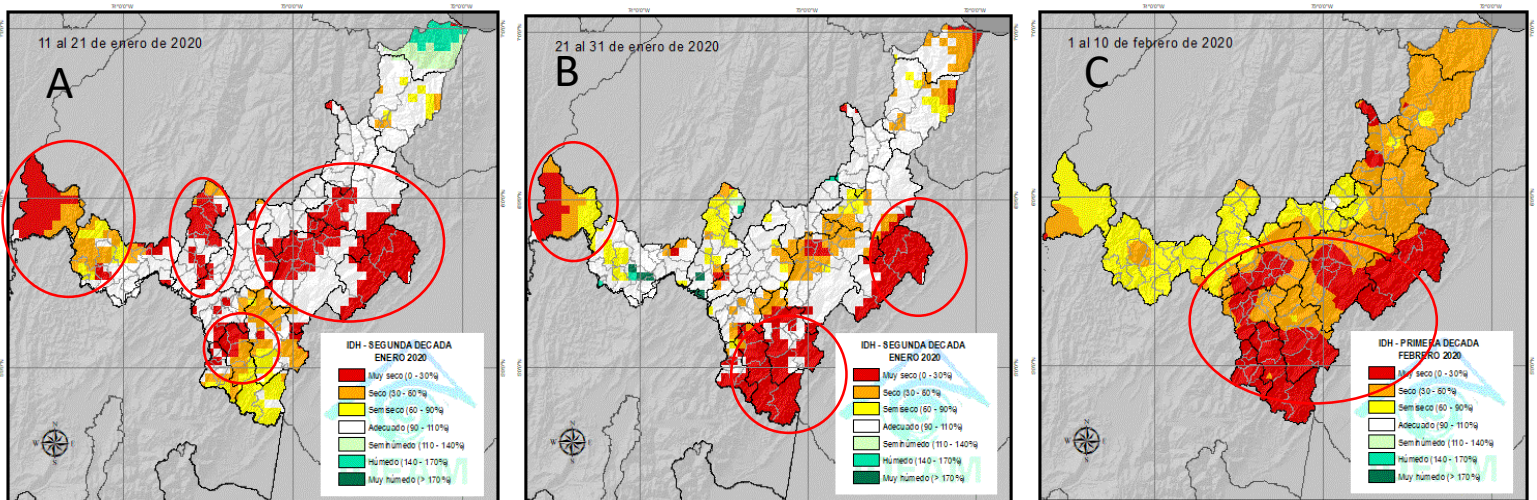 11 al 21 de enero de 2020
A
IDH - SEGUNDA DECADA
ENERO 2020
Muy seco (0 - 30%)
Seco (30 - 60%)
Semiseco (60 - 90%)
Adecuado (90 - 110%)
Semihúmedo (110 - 140%)
Húmedo (140 - 170%)
Muy húmedo (> 170%)
N
W
E
S
21 al 31 de enero de 2020
B
IDH - SEGUNDA DECADA
ENERO 2020
Muy seco (0 - 30%)
Seco (30 - 60%)
Semiseco (60 - 90%)
Adecuado (90 - 110%)
Semihúmedo (110 - 140%)
Húmedo (140 - 170%)
Muy húmedo (> 170%)
N
W
E
S
1 al 10 de febrero de 2020
C
IDH - PRIMERA DECADA
FEBRERO 2020
Muy seco (0 - 30%)
Seco (30 - 60%)
Semiseco (60 - 90%)
Adecuado (90 - 110%)
Semihúmedo (110 - 140%)
Húmedo (140 - 170%)
Muy húmedo (> 170%)
N
W
E
S